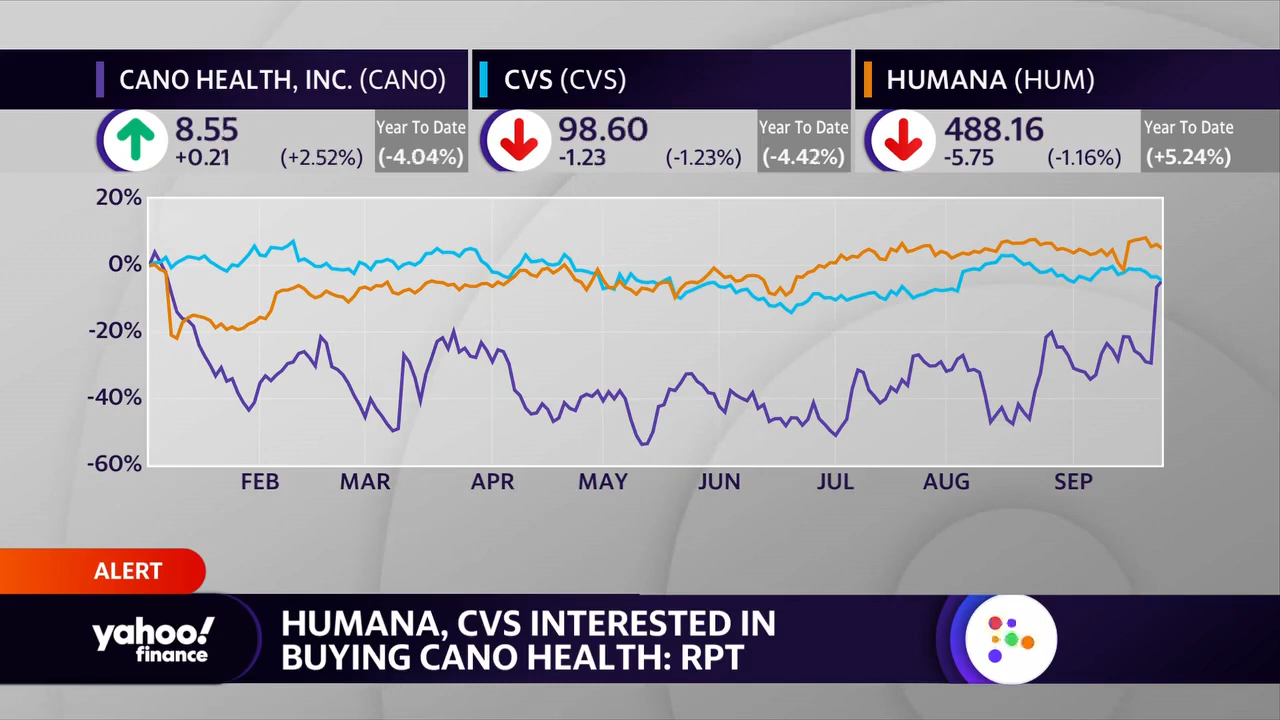 CANO HEALTH, INC. (CANO)
8.55
+0.21 (+2.52%)
Year To Date
(-4.04%)
CVS (CVS)
98.60
-1.23 (-1.23%)
Year To Date
(-4.42%)
HUMANA (HUM)
488.16
-5.75 (-1.16%)
Year To Date
(+5.24%)
20%
0%
-20%
-40%
-60%
FEB MAR APR MAY JUN JUL AUG SEP
ALERT
yahoo!
finance
HUMANA, CVS INTERESTED IN
BUYING CANO HEALTH: RPT